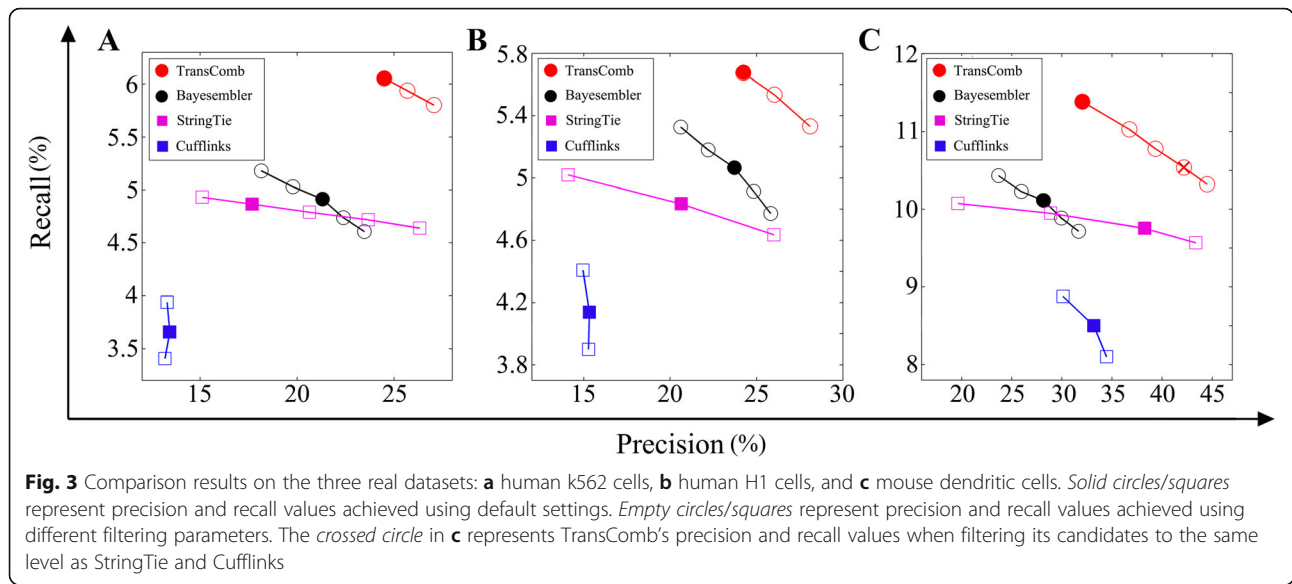 A
B
C
Recall (%)
6
5.5
5
4.5
4
3.5
15
20
25
TransComb
Bayesembler
StringTie
Cufflinks
5.8
5.4
5
4.6
4.2
3.8
15
20
25
30
TransComb
Bayesembler
StringTie
Cufflinks
12
11
10
9
8
20
25
30
35
40
45
TransComb
Bayesembler
StringTie
Cufflinks
Precision (%)
Fig. 3 Comparison results on the three real datasets: a human k562 cells, b human H1 cells, and c mouse dendritic cells. Solid circles/squares
represent precision and recall values achieved using default settings. Empty circles/squares represent precision and recall values achieved using
different filtering parameters. The crossed circle in c represents TransComb's precision and recall values when filtering its candidates to the same
level as StringTie and Cufflinks